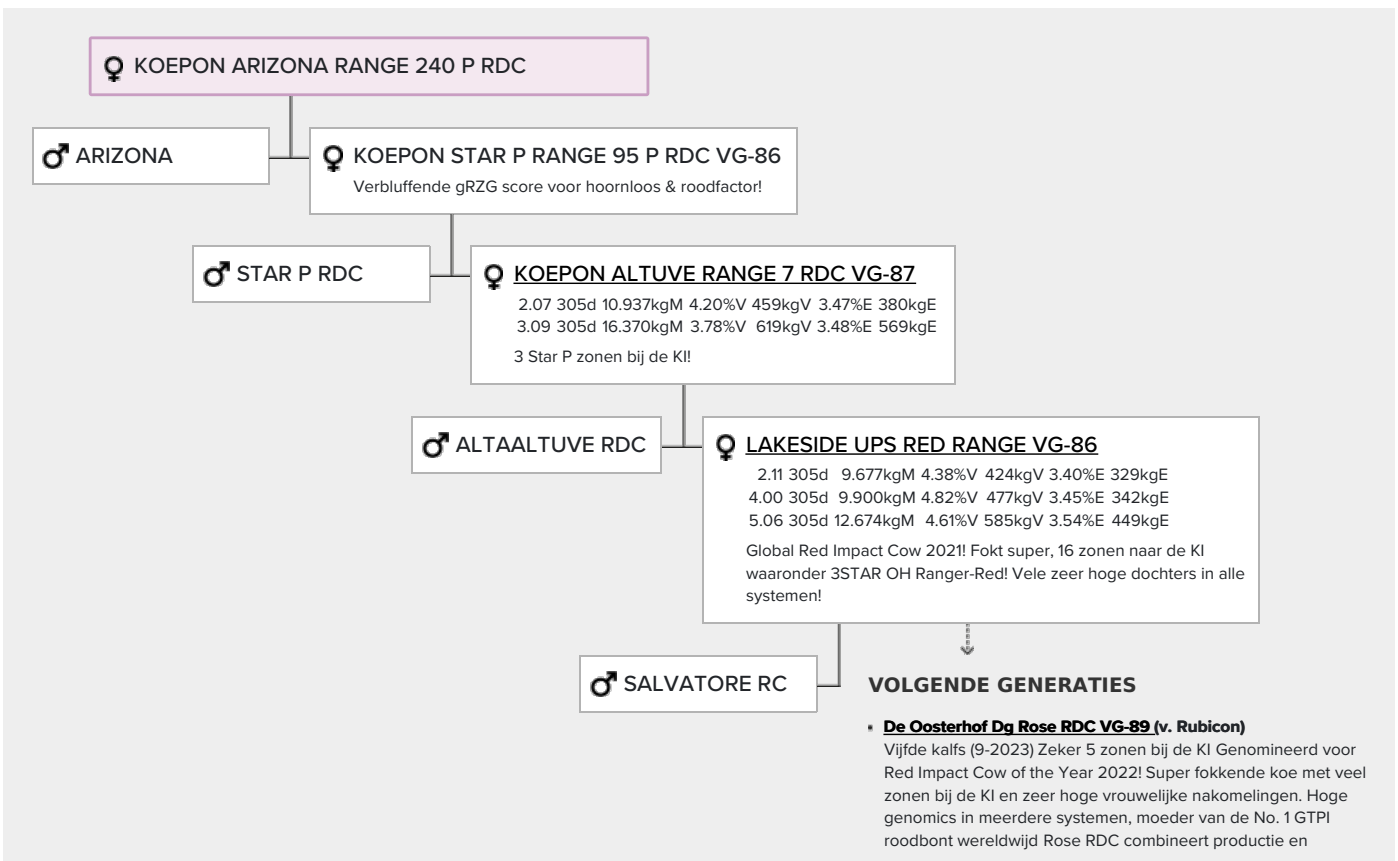 KOEPON ARIZONA RANGE 240 P RDC
ARIZONA
KOEPON STAR P RANGE 95 P RDC VG-86
Verbluffende gRZG score voor hoornloos & roodfactor!
STAR P RDC
KOEPON ALTUVE RANGE 7 RDC VG-87
2.07 305d 10.937kgM 4.20%V 459kgV 3.47%E 380kgE
3.09 305d 16.370kgM 3.78%V 619kgV 3.48%E 569kgE
3 Star P zonen bij de KI!
ALTAALTUVE RDC
LAKESIDE UPS RED RANGE VG-86
2.11 305d 9.677kgM 4.38%V 424kgV 3.40%E 329kgE
4.00 305d 9.900kgM 4.82%V 477kgV 3.45%E 342kgE
5.06 305d 12.674kgM 4.61%V 585kgV 3.54%E 449kgE
Global Red Impact Cow 2021! Fokt super, 16 zonen naar de KI
waaronder 3STAR OH Ranger-Red! Vele zeer hoge dochters in alle
systemen!
SALVATORE RC
VOLGENDE GENERATIES
De Oosterhof Dg Rose RDC VG-89 (v. Rubicon)
Vijfde kalfs (9-2023) Zeker 5 zonen bij de KI Genomineerd voor
Red Impact Cow of the Year 2022! Super fokkende koe met veel
zonen bij de KI en zeer hoge vrouwelijke nakomelingen. Hoge
genomics in meerdere systemen, moeder van de No. 1 GTPI
roodbont wereldwijd Rose RDC combineert productie en